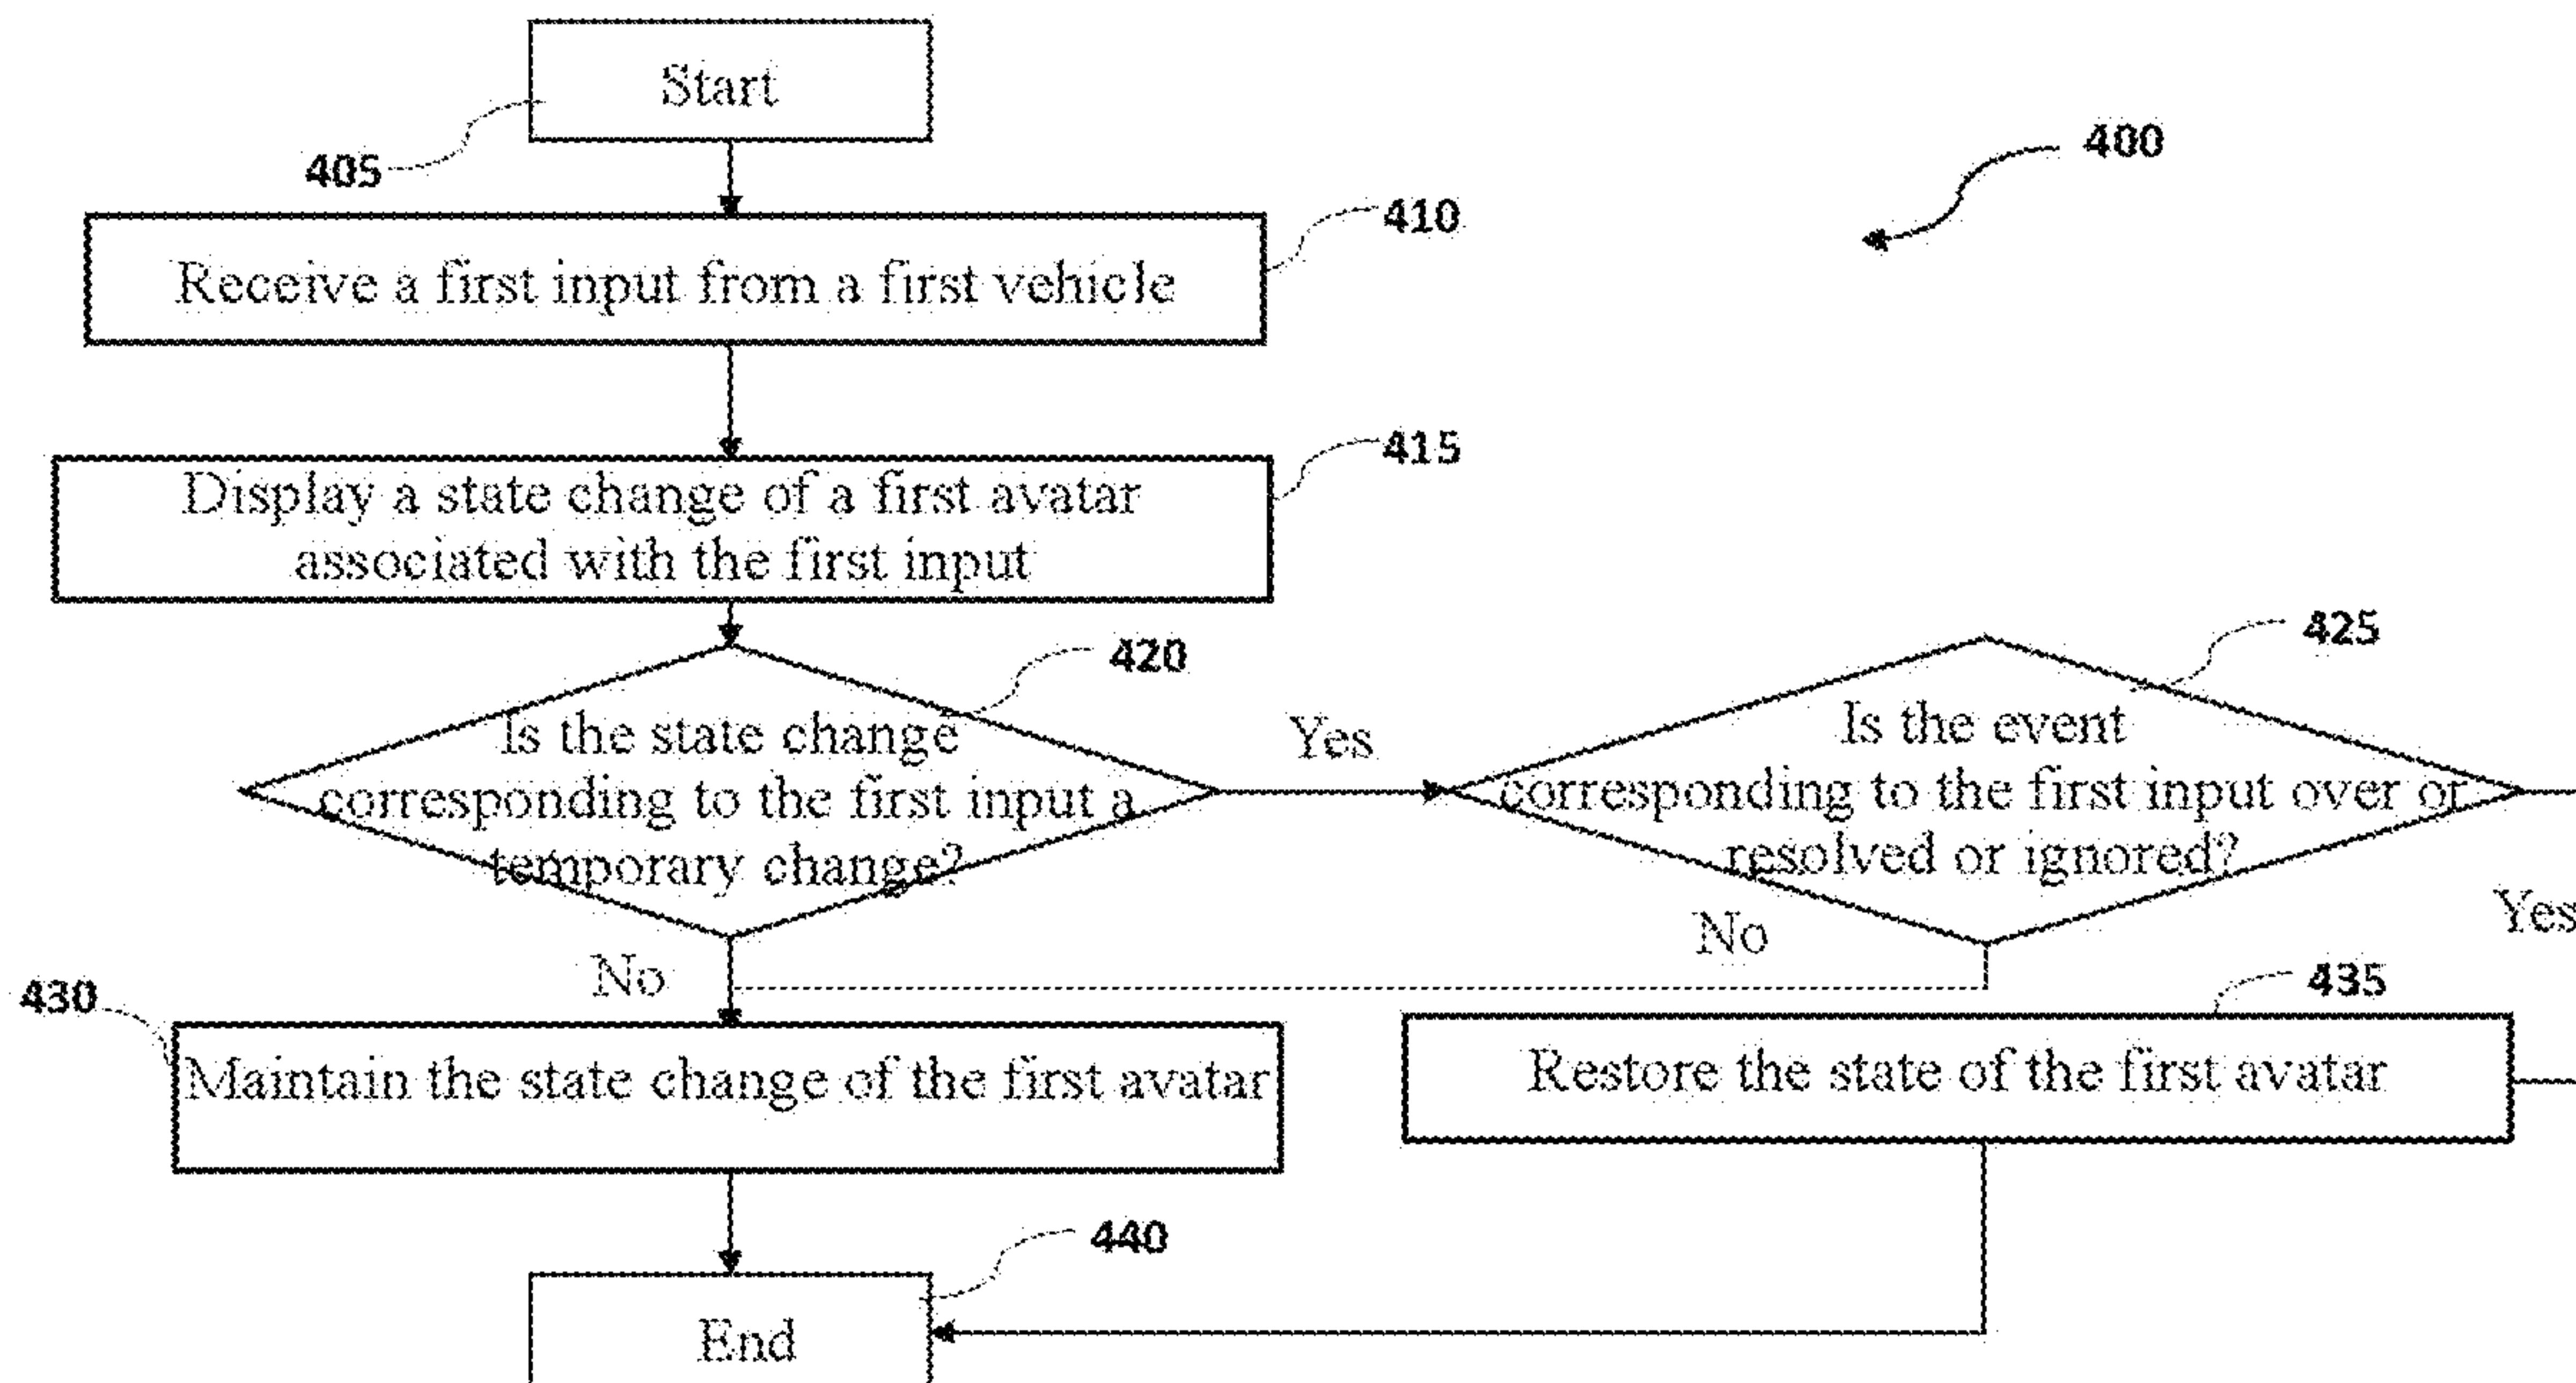 Start
405
400
410
Receive a first input from a first vehicle
415
Display a state change of a first avatar
associated with the first input
420
425
Is the state change
corresponding to the first input a
temporary change?
Yes
Is the event
corresponding to the first input over or
resolved or ignored?
Yes
No
No
430
435
Maintain the state change of the first avatar
Restore the state of the first avatar
440
End